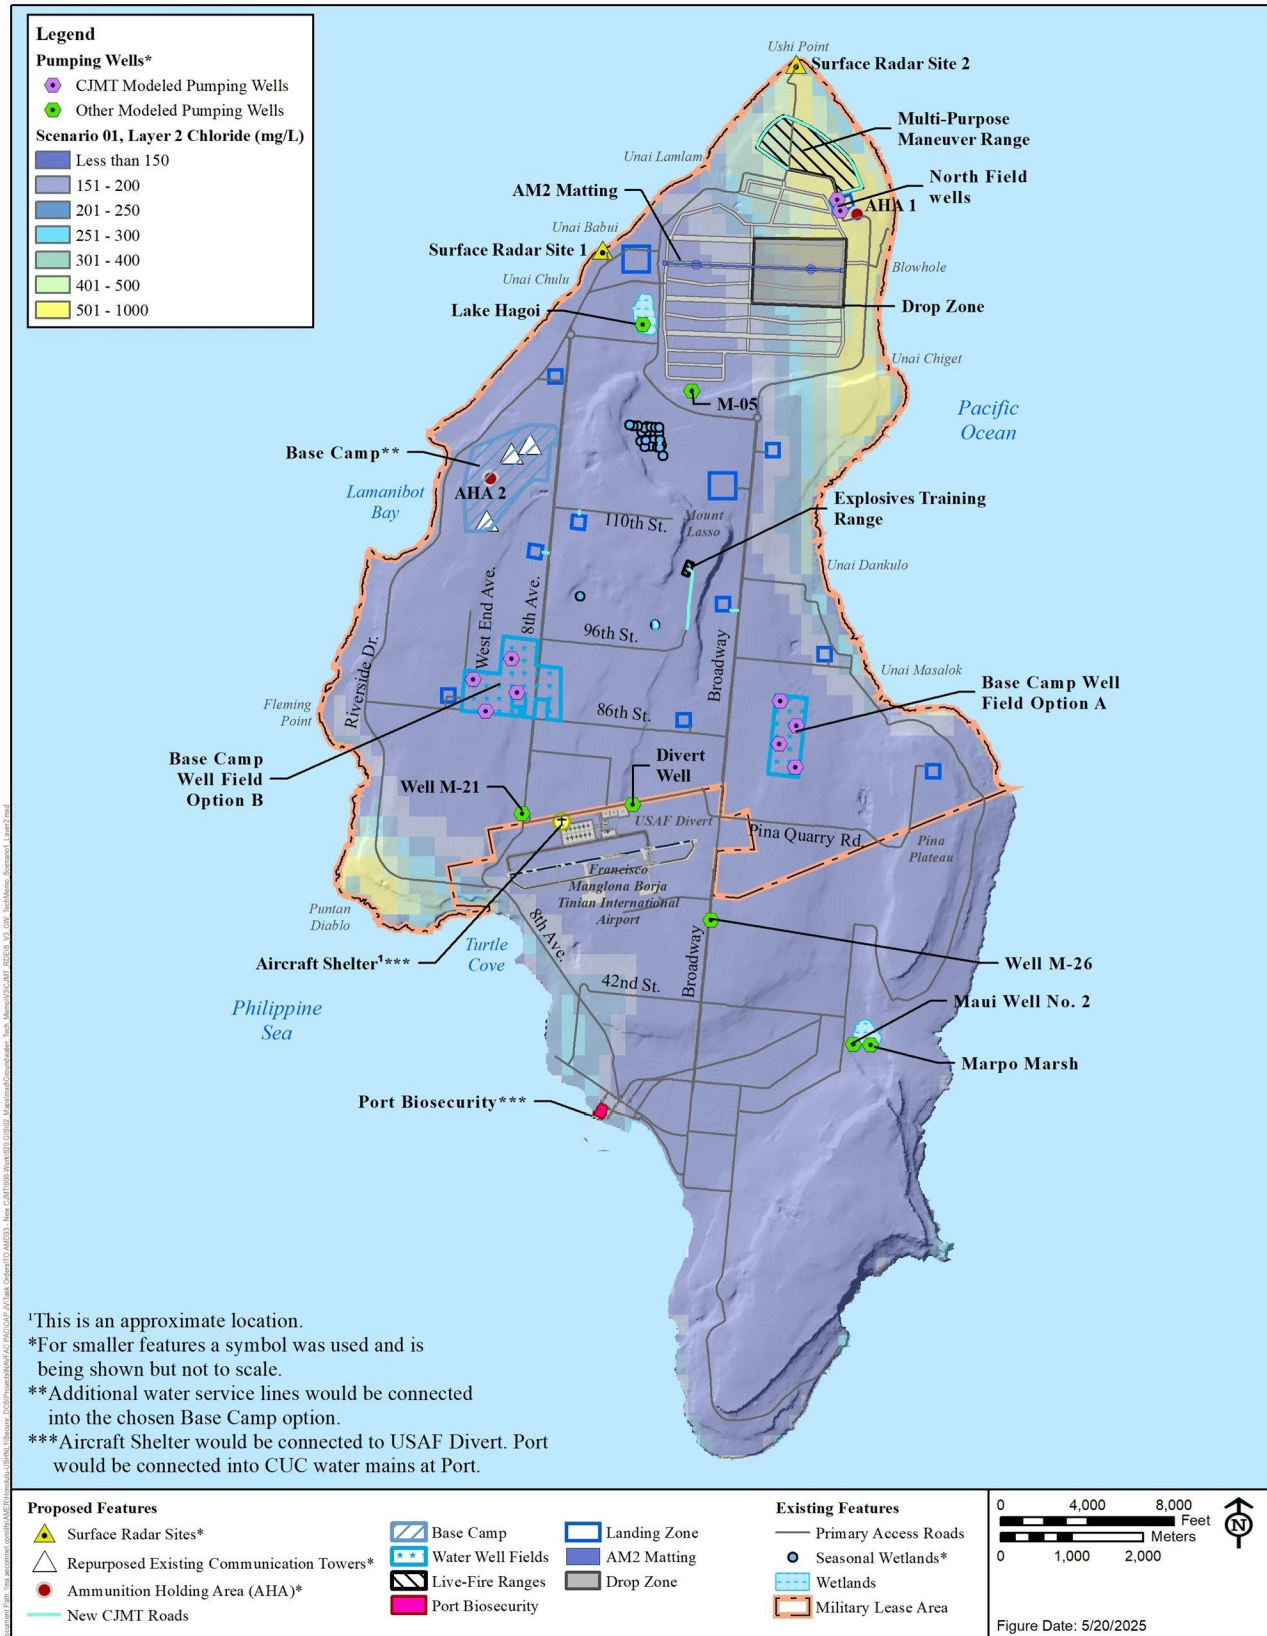 Legend
Pumping Wells*
CJMT Modeled Pumping Wells
Other Modeled Pumping Wells
Scenario 01, Layer 2 Chloride (mg/L)
Less than 150
151 - 200
201 - 250
251 - 300
301 - 400
401 - 500
501 - 1000
Ushi Point
Surface Radar Site 2
Multi-Purpose
Maneuver Range
Unai Lamlam
North Field
wells
AM2 Matting
AHA 1
Unai Babui
Surface Radar Site 1
Unai Chulu
Blowhole
Lake Hagoi
Drop Zone
Unai Chiget
M-05
Pacific
Ocean
Base Camp**
AHA 2
Lamanibot
Bay
Explosives Training
Range
110th St.
Mount
Lasso
Unai Dankulo
West End Ave.
8th Ave.
96th St.
Broadway
Riverside Dr.
Unai Masalok
Base Camp Well
Field Option A
Fleming
Point
86th St.
Base Camp
Well Field
Option B
Divert
Well
Well M-21
USAF Divert
Pina Quarry Rd.
Pina
Plateau
Francisco
Manglona Borja
Tinian International
Airport
Puntan
Diablo
8th Ave.
Turtle
Cove
Aircraft Shelter¹***
Broadway
Well M-26
42nd St.
Maui Well No. 2
Philippine
Sea
Marpo Marsh
Port Biosecurity***
¹This is an approximate location.
*For smaller features a symbol was used and is
being shown but not to scale.
**Additional water service lines would be connected
into the chosen Base Camp option.
***Aircraft Shelter would be connected to USAF Divert. Port
would be connected into CUC water mains at Port.
Proposed Features
Surface Radar Sites*
Repurposed Existing Communication Towers*
Ammunition Holding Area (AHA)*
New CJMT Roads
Base Camp
Water Well Fields
Live-Fire Ranges
Port Biosecurity
Landing Zone
AM2 Matting
Drop Zone
Existing Features
Primary Access Roads
Seasonal Wetlands*
Wetlands
Military Lease Area
0 4,000 8,000
Feet
Meters
0 1,000 2,000
N
Figure Date: 5/20/2025